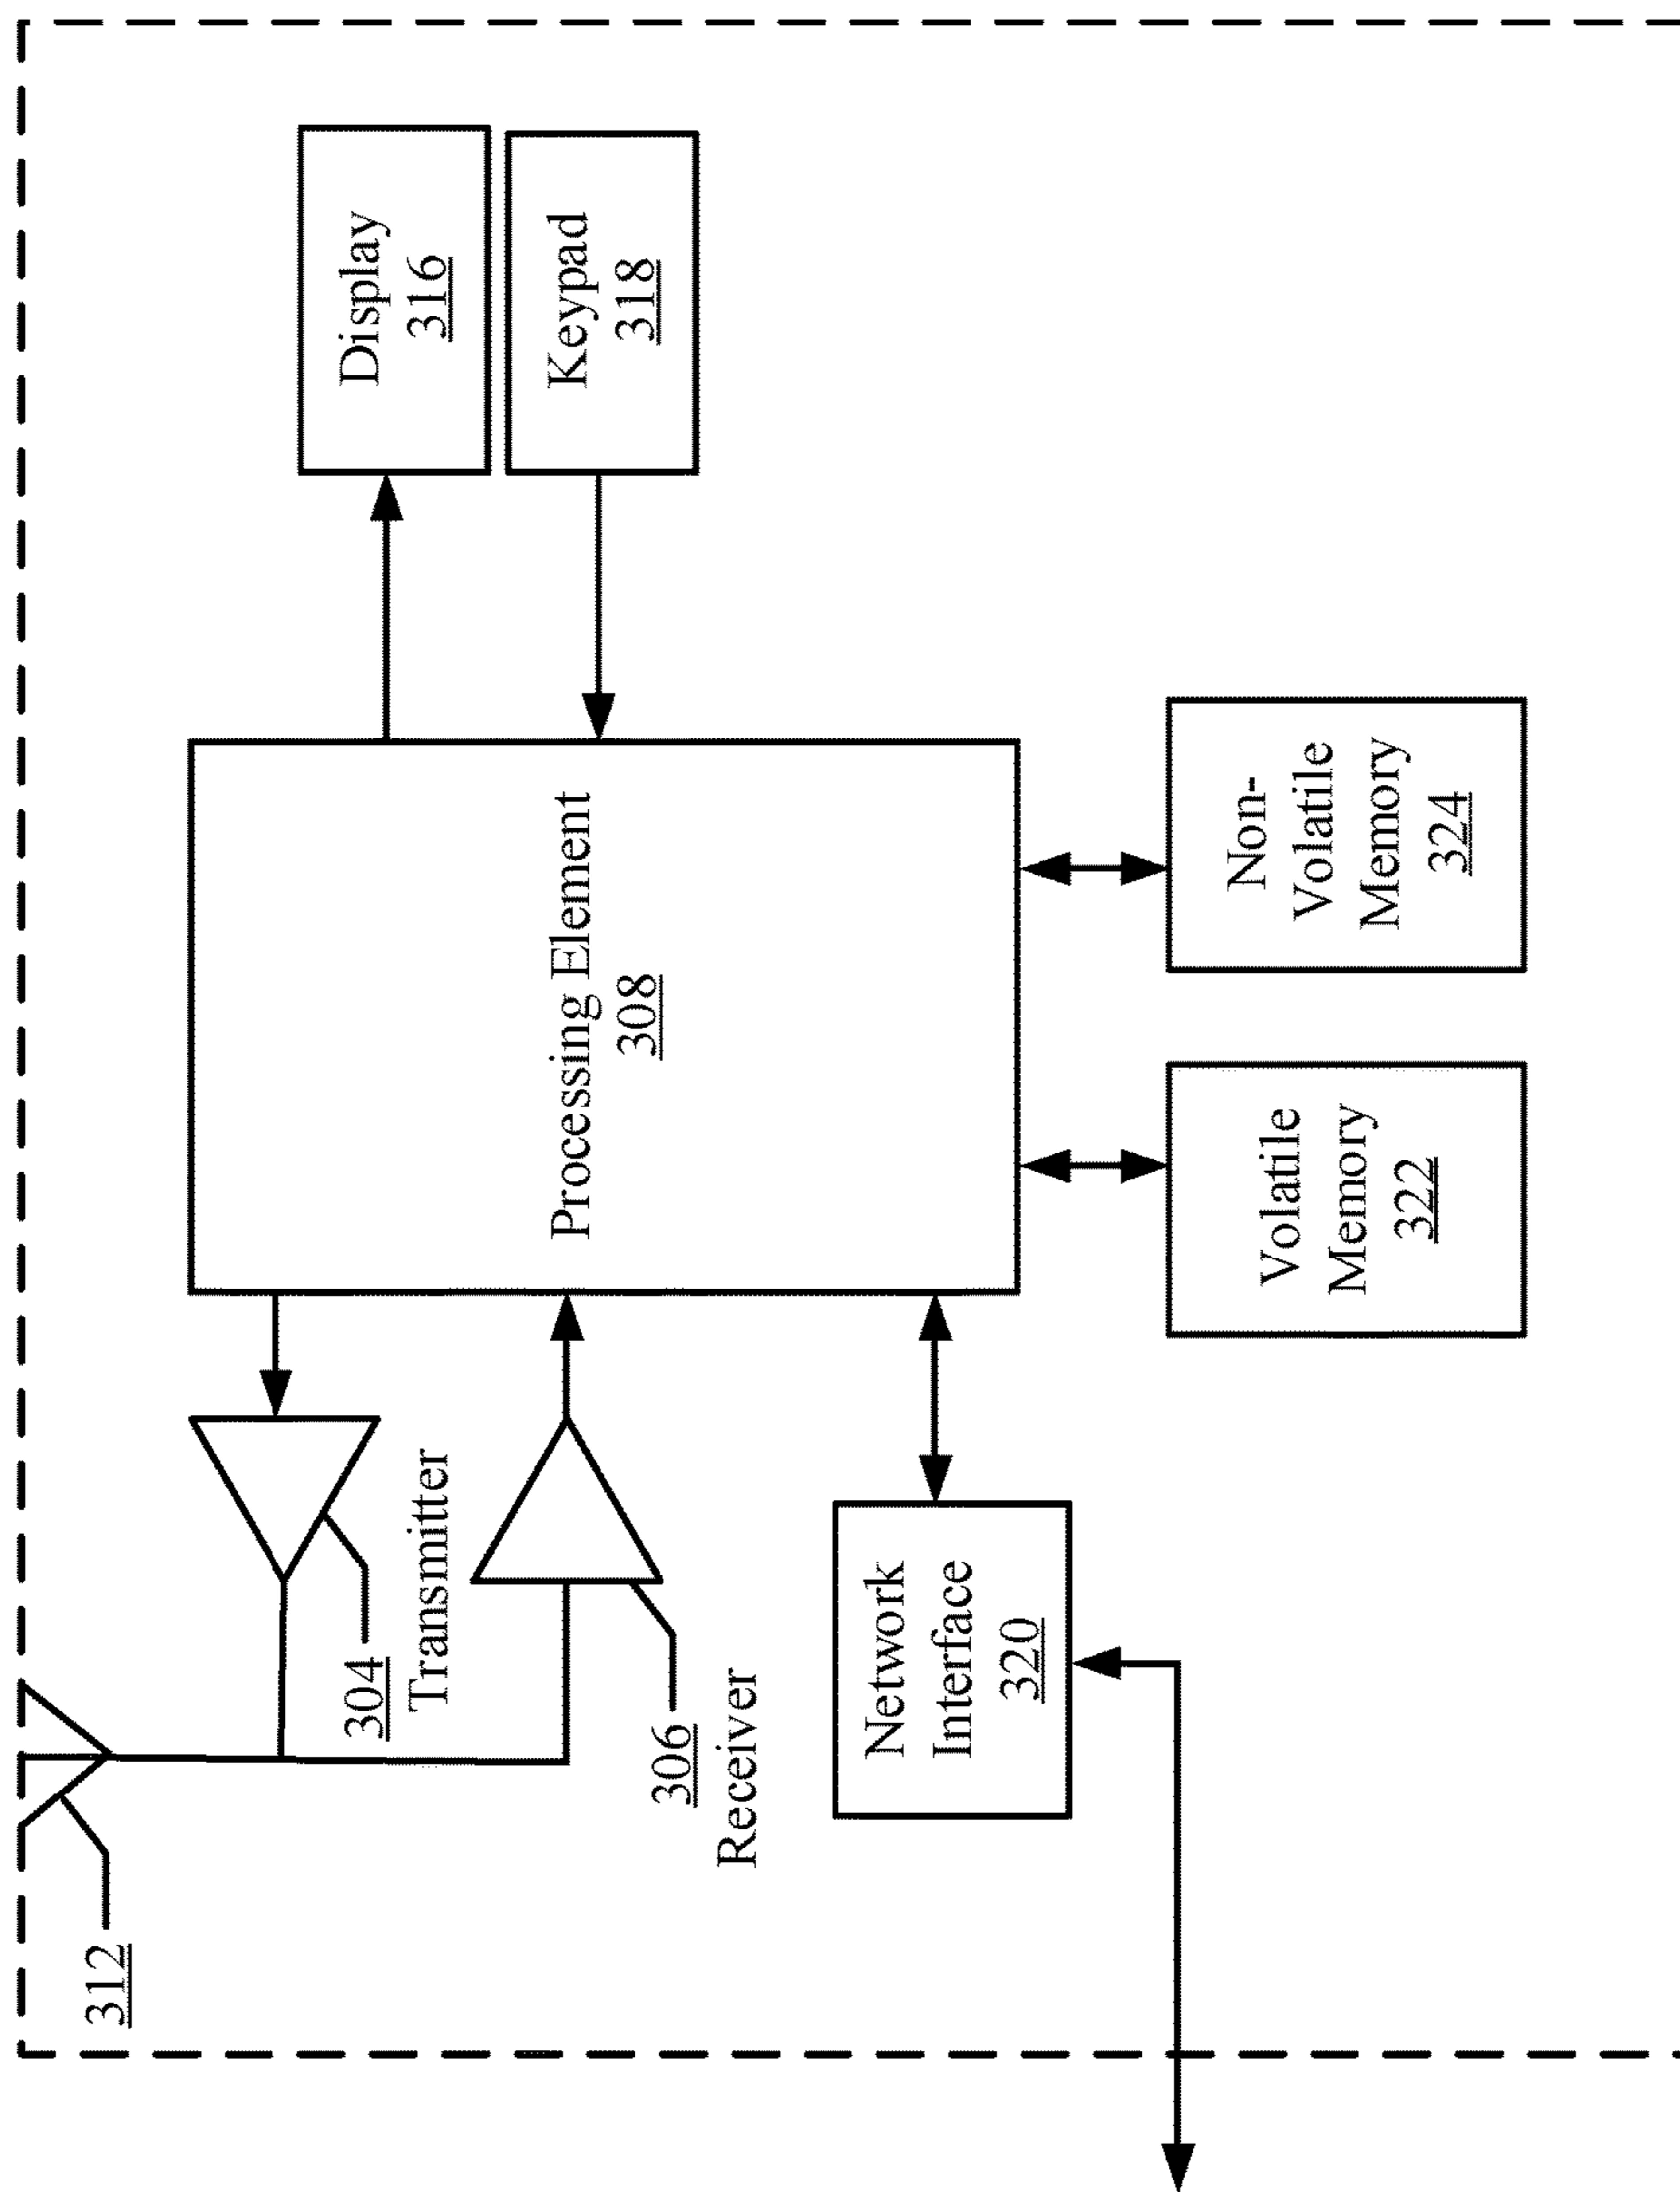 312
304
Transmitter
306
Receiver
Network
Interface
320
Processing Element
308
Volatile
Memory
322
Non-
Volatile
Memory
324
Display
316
Keypad
318